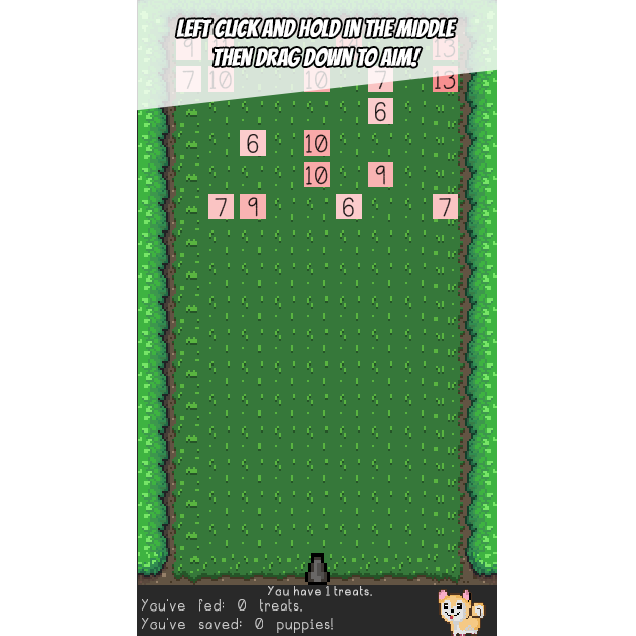 LEFT CLICK AND HOLD IN THE MIDDLE
THEN DRAG DOWN TO AIM!
9 10 13
7 10 10 7 13
6
6 10
10 9
7 9 6 7
You have 1 treats.
You've fed: 0 treats,
You've saved: 0 puppies!